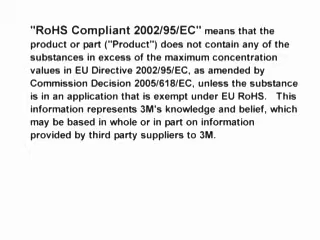 "RoHS Compliant 2002/95/EC" means that the
product or part ("Product") does not contain any of the
substances in excess of the maximum concentration
values in EU Directive 2002/95/EC, as amended by
Commission Decision 2005/618/EC, unless the substance
is in an application that is exempt under EU RoHS.   This
information represents 3M's knowledge and belief, which
may be based in whole or in part on information
provided by third party suppliers to 3M.